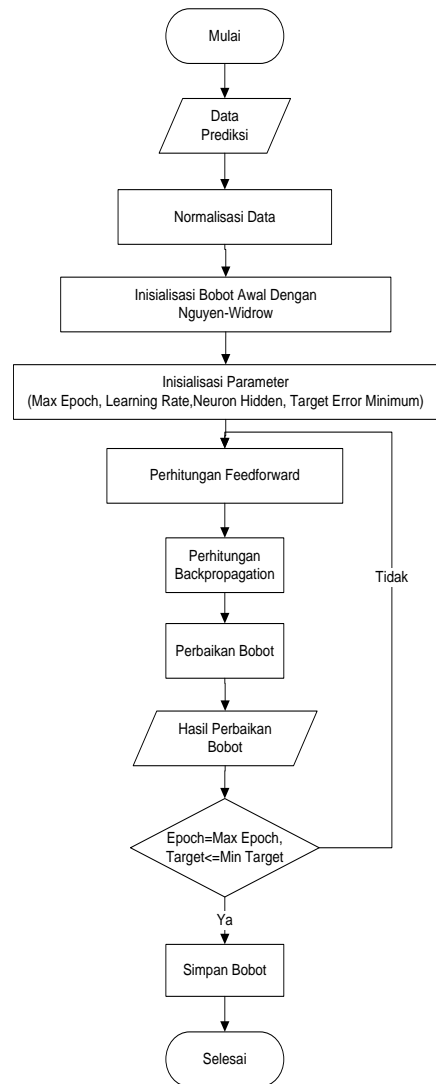 Mulai
Data
Prediksi
Normalisasi Data
Inisialisasi Bobot Awal Dengan
Nguyen-Widrow
Inisialisasi Parameter
(Max Epoch, Learning Rate,Neuron Hidden, Target Error Minimum)
Perhitungan Feedforward
Perhitungan
Backpropagation
Tidak
Perbaikan Bobot
Hasil Perbaikan
Bobot
Epoch=Max Epoch,
Target<=Min Target
Ya
Simpan Bobot
Selesai